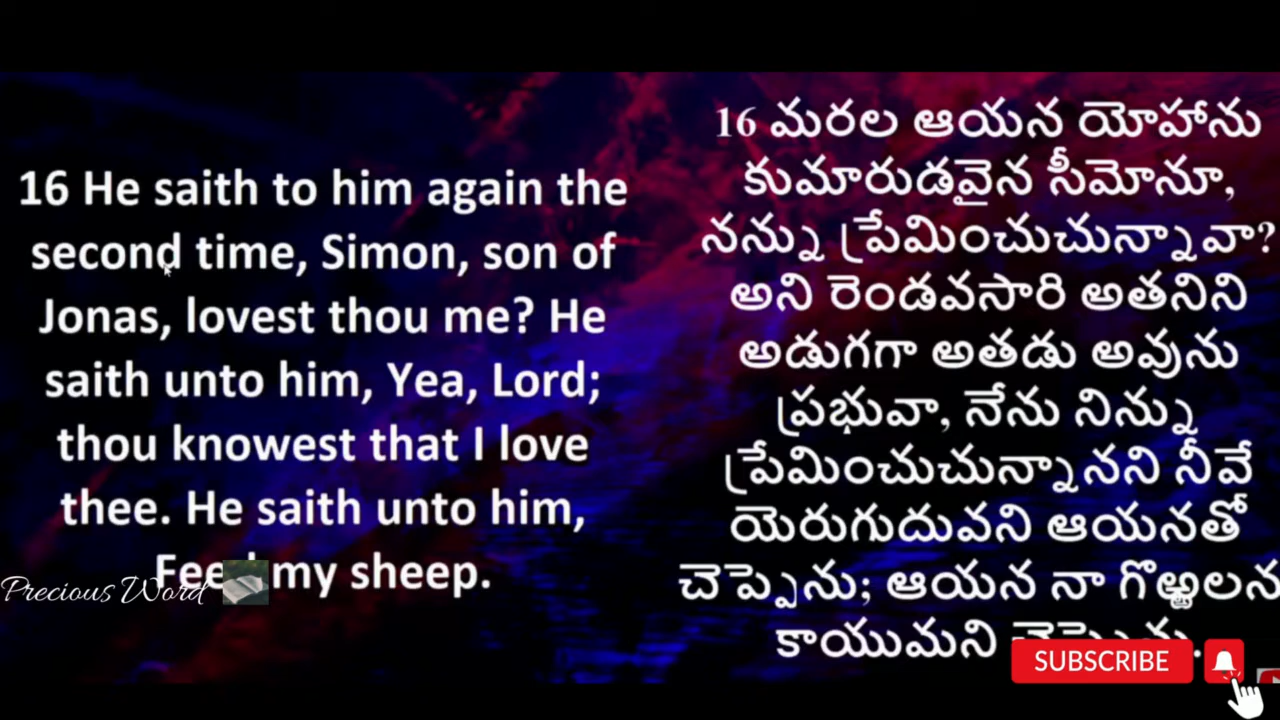 16 He saith to him again the
second time, Simon, son of
Jonas, lovest thou me? He
saith unto him, Yea, Lord;
thou knowest that I love
thee. He saith unto him,
my sheep.
Precious Word
16 మరల ఆయన యోహాను
కుమారుడవైన సీమోనూ,
నన్ను ప్రేమించుచున్నావా?
అని రెండవసారి అతనిని
అడుగగా అతడు అవును
ప్రభువా, నేను నిన్ను
ప్రేమించుచున్నానని నీవే
యెరుగుదువని ఆయనతో
చెప్పెను; ఆయన నా గొఱ్ఱలన
కాయుమని
SUBSCRIBE